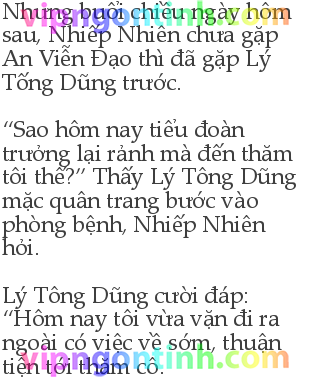 Nhưng buổi chiều ngày hôm
vipngontinh.com
sau, Nhiếp Nhiên chưa gặp
An Viễn Đạo thì đã gặp Lý
Tống Dũng trước.
“Sao hôm nay tiểu đoàn
trưởng lại rảnh mà đến thăm
tôi thế?” Thấy Lý Tông Dũng
mặc quân trang bước vào
phòng bệnh, Nhiếp Nhiên
hỏi.
Lý Tông Dũng cười đáp:
“Hôm nay tôi vừa vặn đi ra
ngoài có việc về sớm, thuận
vipngontinh.com
tiện tới thăm cô.